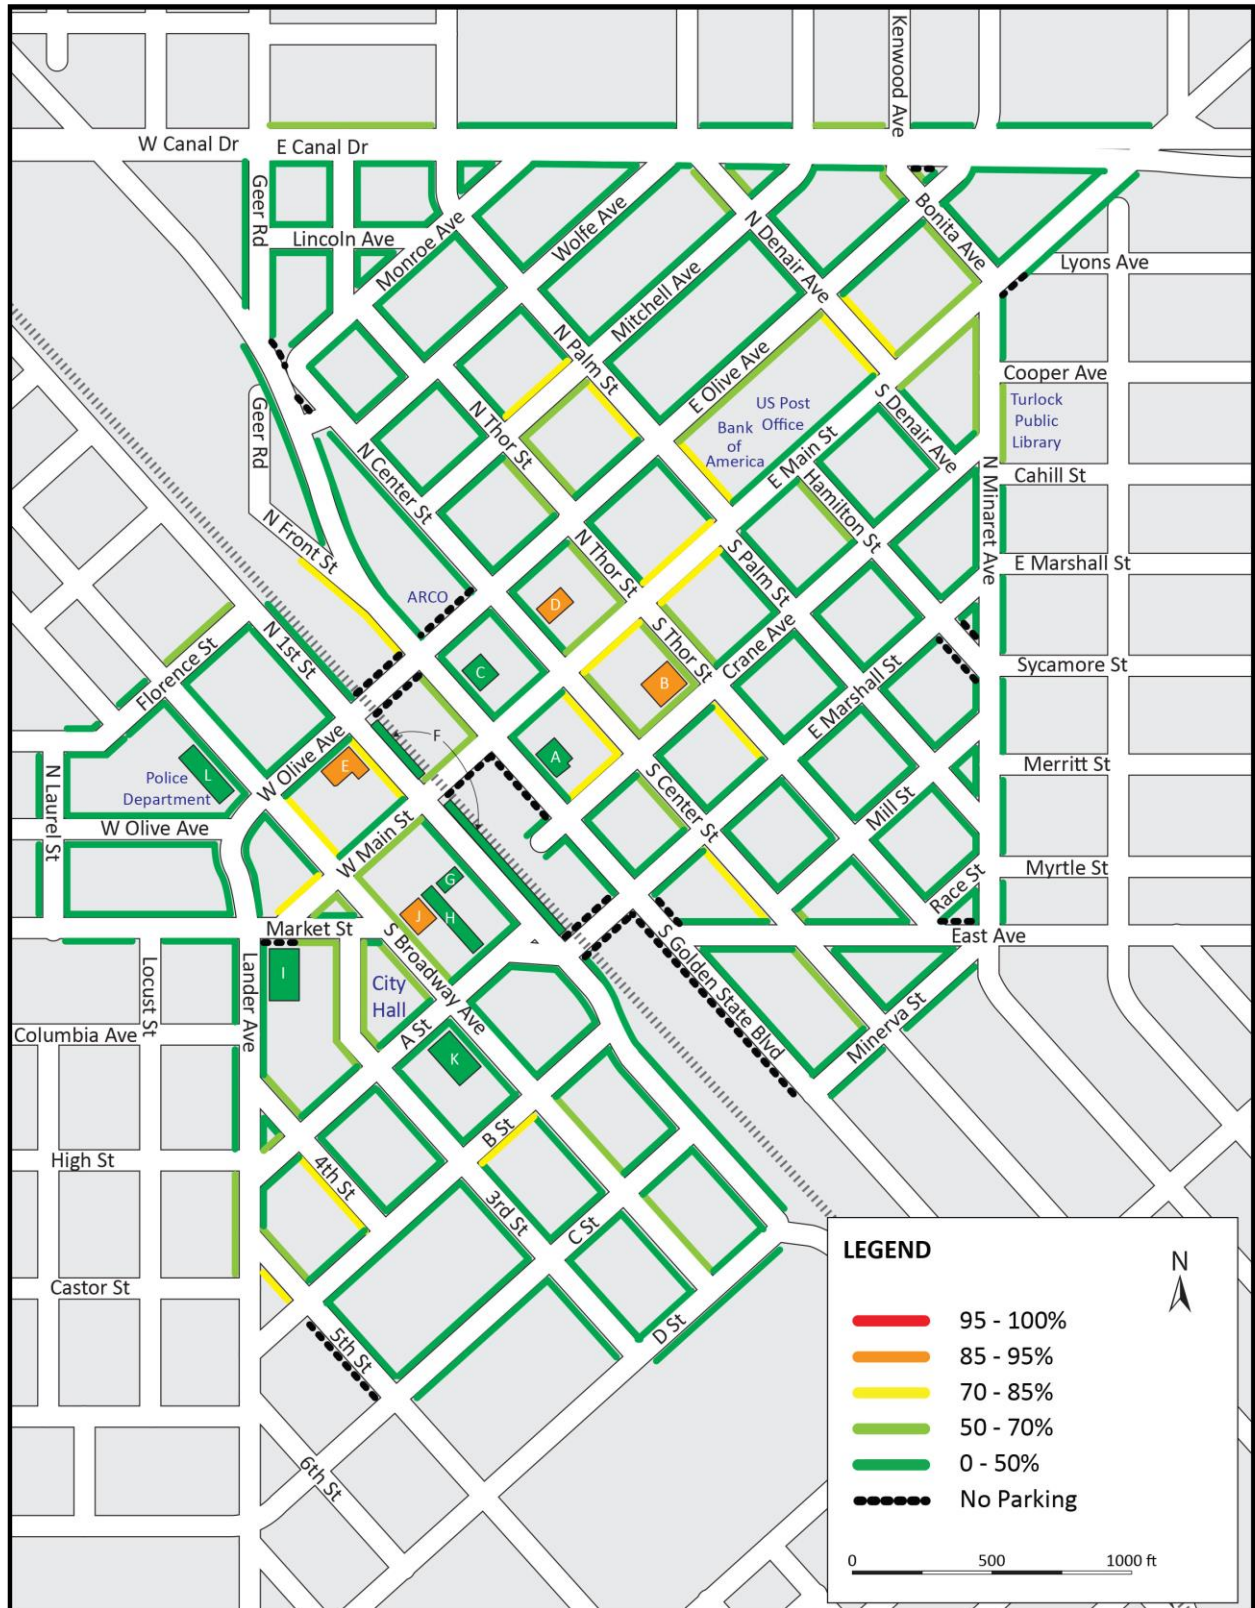 Kenwood Ave
W Canal Dr
E Canal Dr
Geer Rd
Lincoln Ave
Monroe Ave
Wolfe Ave
N Denair Ave
Bonita Ave
Lyons Ave
Mitchell Ave
N Palm St
E Olive Ave
Cooper Ave
Turlock
Public
Library
US Post
Office
Bank
of
America
S Denair Ave
Geer Rd
N Thor St
N Center St
E Main St
Hamilton St
N Minaret Ave
Cahill St
N Front St
E Marshall St
ARCO
N Thor St
S Palm St
D
C
B
A
S Thor St
Crane Ave
E Marshall St
Sycamore St
Florence St
N 1st St
W Olive Ave
F
E
L
Police
Department
N Laurel St
W Olive Ave
W Main St
S Center St
Mill St
Merritt St
Myrtle St
Race St
East Ave
G
H
J
Market St
S Broadway Ave
S Golden State Blvd
Minerva St
I
City
Hall
A St
K
Locust St
Lander Ave
Columbia Ave
High St
B St
4th St
3rd St
C St
Castor St
D St
5th St
6th St
LEGEND
N
95 - 100%
85 - 95%
70 - 85%
50 - 70%
0 - 50%
No Parking
0 500 1000 ft